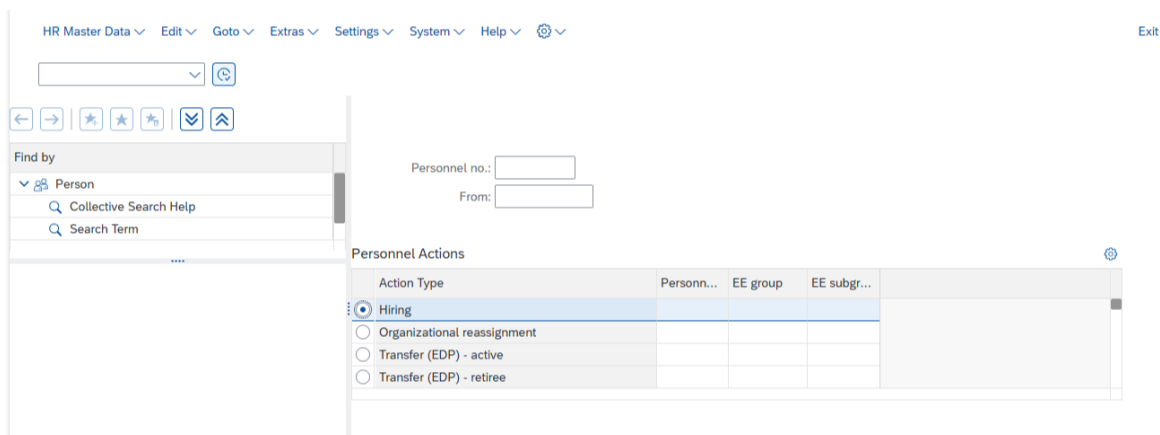 HR Master Data Edit Goto Extras Settings System Help Exit
Find by
Person
Collective Search Help
Search Term
Personnel no.:
From:
Personnel Actions
Action Type Personn... EE group EE subgr...
Hiring
Organizational reassignment
Transfer (EDP) - active
Transfer (EDP) - retiree